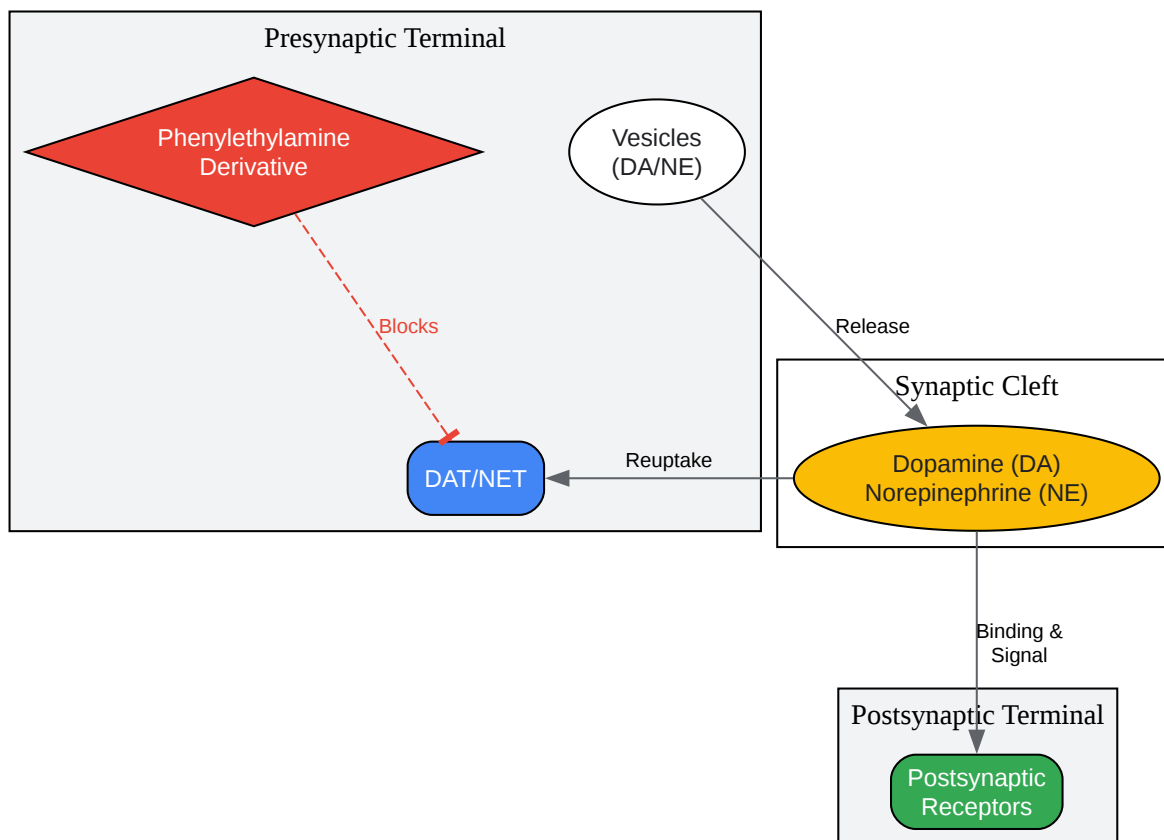 Presynaptic Terminal
Phenylethylamine
Derivative
Vesicles
(DA/NE)
Blocks
Release
DAT/NET
Reuptake
Synaptic Cleft
Dopamine (DA)
Norepinephrine (NE)
Binding &
Signal
Postsynaptic Terminal
Postsynaptic
Receptors